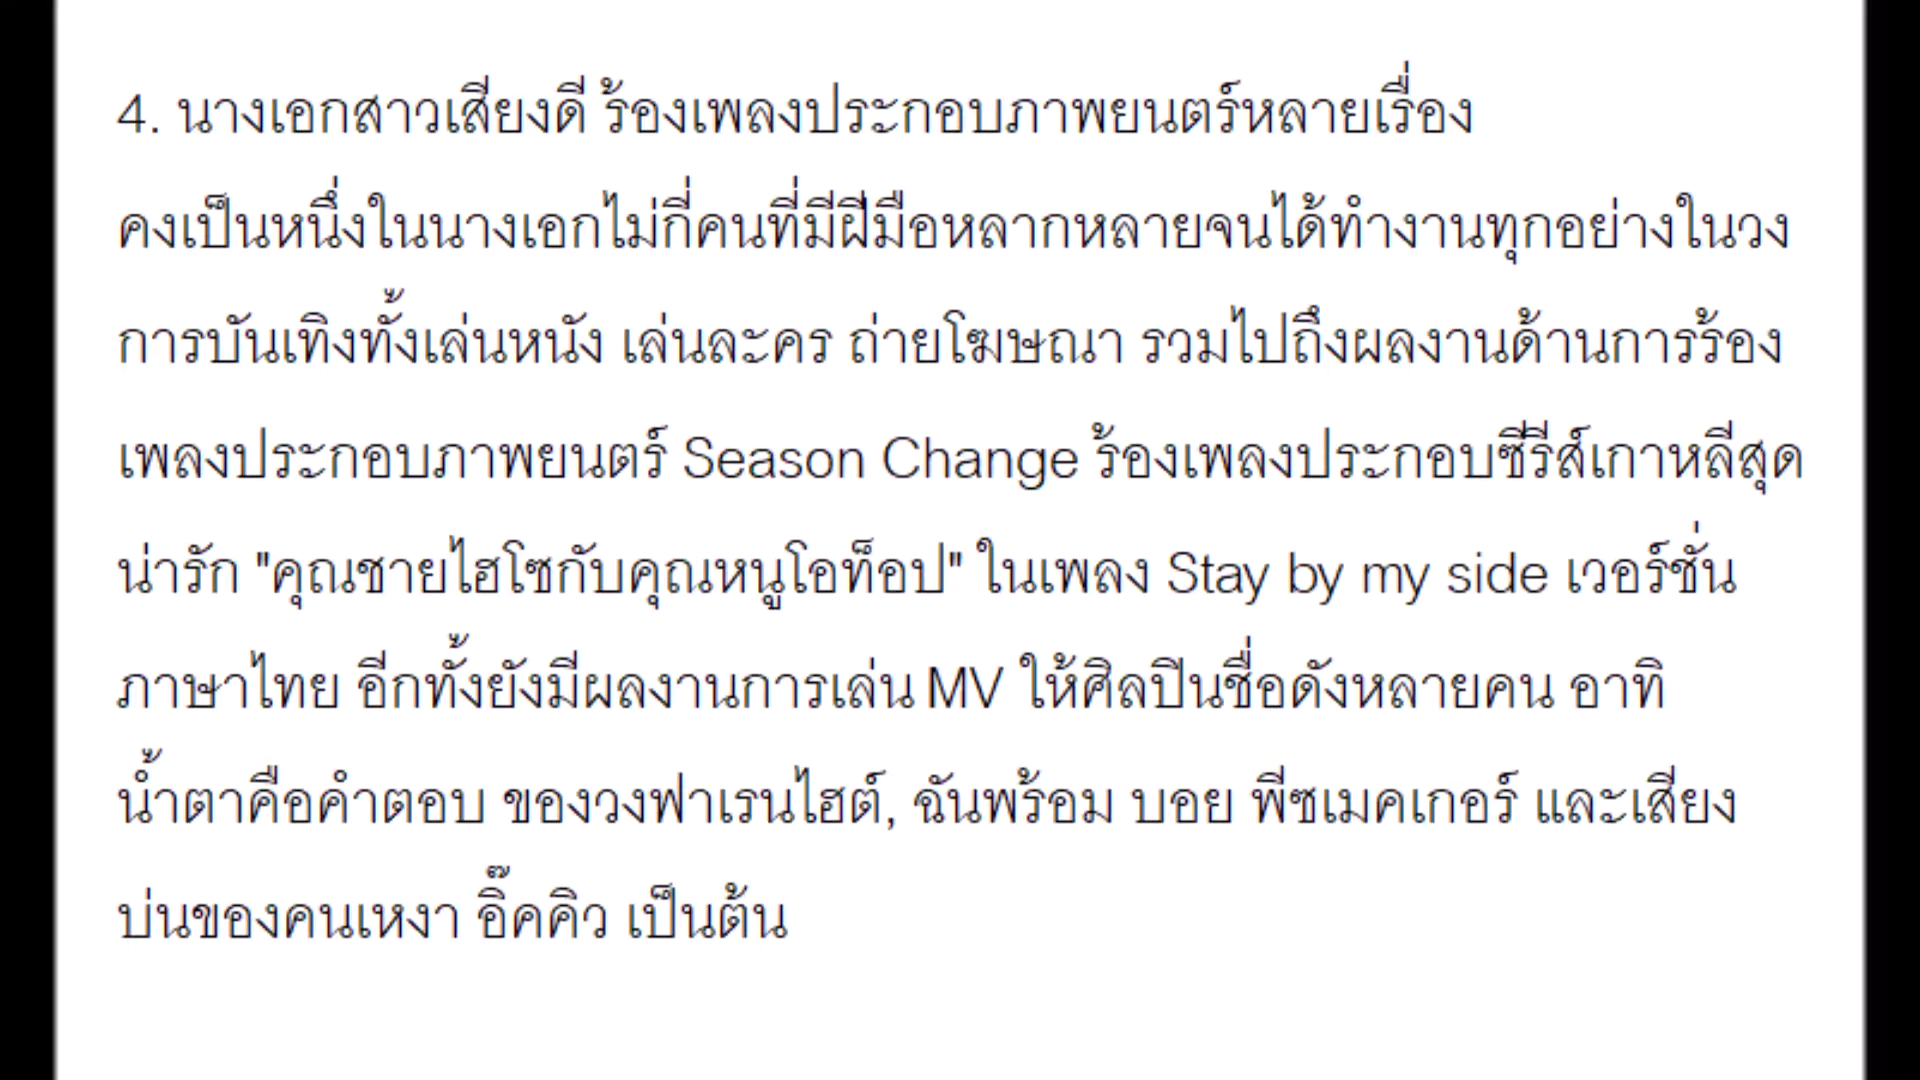 4. นางเอกสาวเสียงดี ร้องเพลงประกอบภาพยนตร์หลายเรื่อง
คงเป็นหนึ่งในนางเอกไม่กี่คนที่มีฝีมือหลากหลายจนได้ทำงานทุกอย่างในวง
การบันเทิงทั้งเล่นหนัง เล่นละคร ถ่ายโฆษณา รวมไปถึงผลงานด้านการร้อง
เพลงประกอบภาพยนตร์ Season Change ร้องเพลงประกอบซีรีส์เกาหลีสุด
น่ารัก "คุณชายไฮโซกับคุณหนูโอท็อป" ในเพลง Stay by my side เวอร์ชั่น
ภาษาไทย อีกทั้งยังมีผลงานการเล่น MV ให้ศิลปินชื่อดังหลายคน อาทิ
น้ำตาคือคำตอบ ของวงฟาเรนไฮต์, ฉันพร้อม บอย พีซเมคเกอร์ และเสียง
บ่นของคนเหงา อิ๊คคิว เป็นต้น